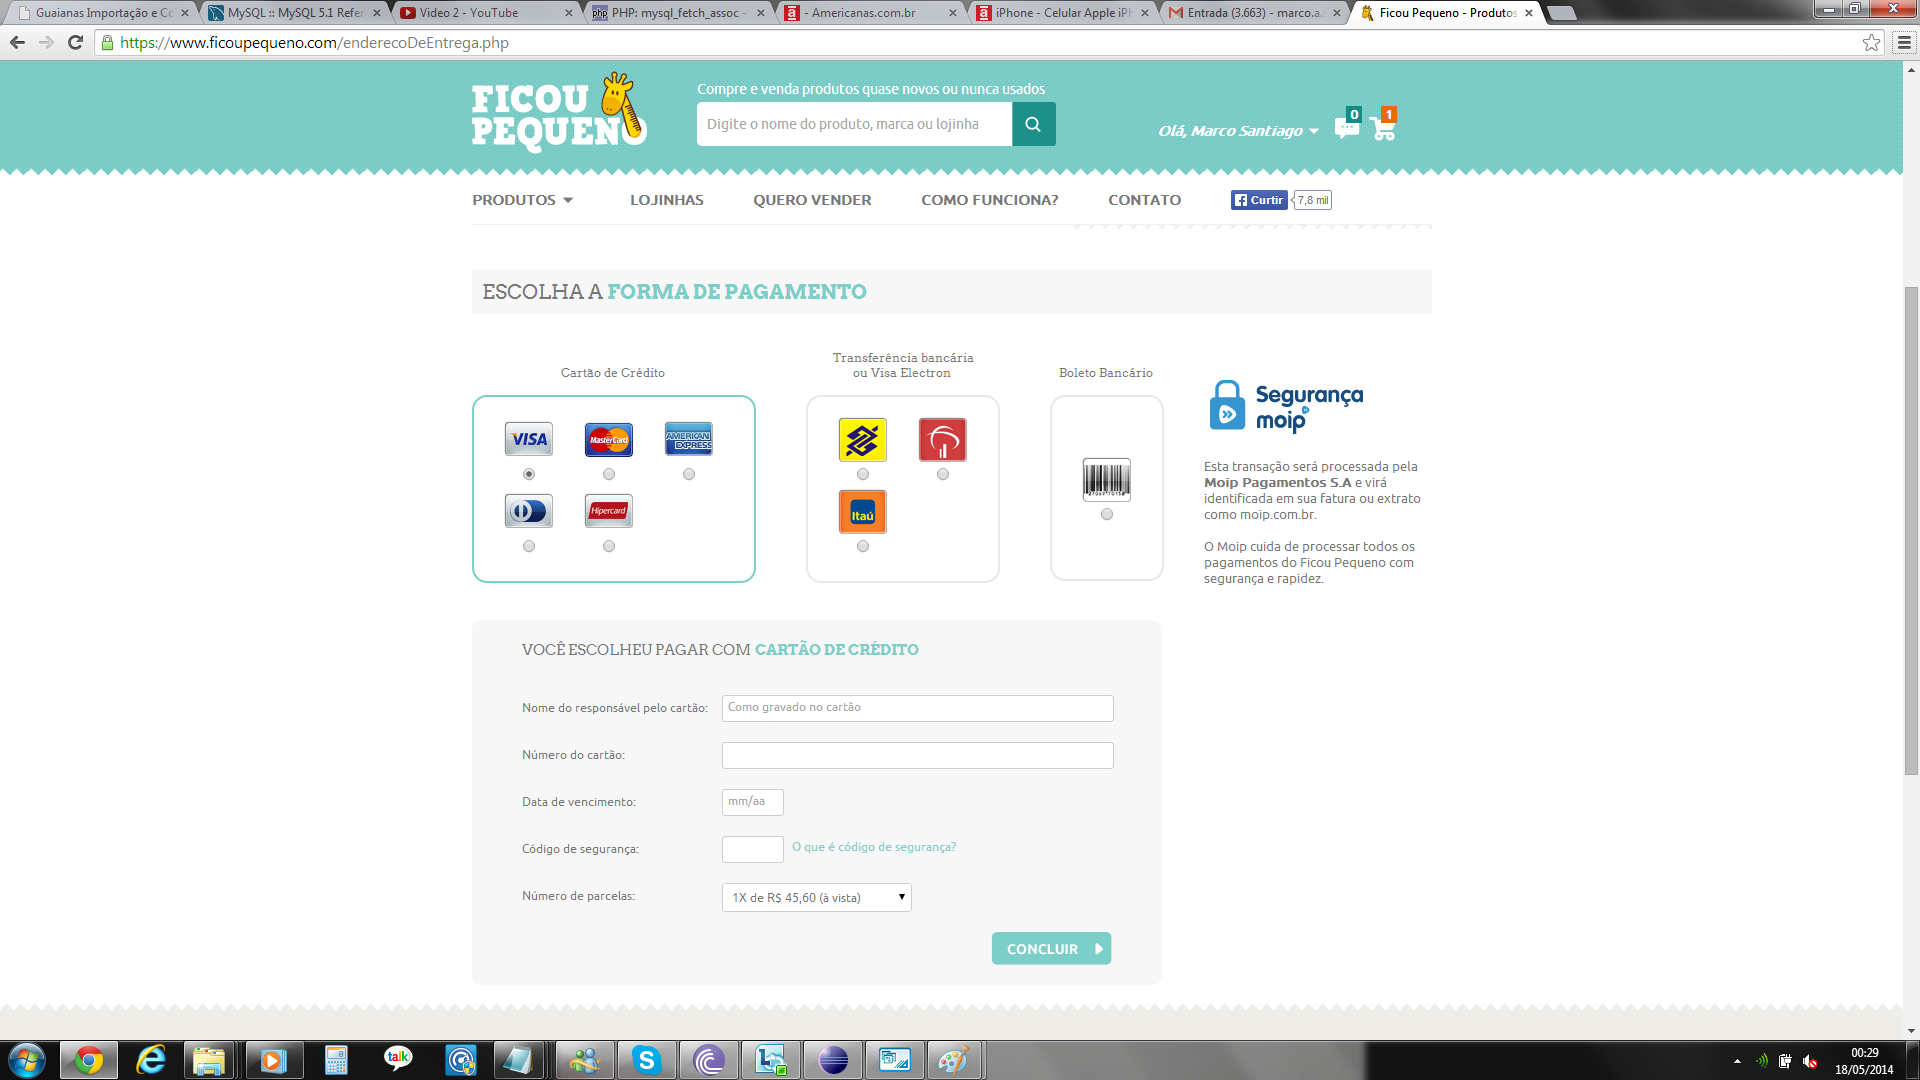 Guaianas Importação e Co
MySQL :: MySQL 5.1 Refer
Video 2 - YouTube
PHP: mysql_fetch_assoc -
- Americanas.com.br
iPhone - Celular Apple iPh
Entrada (3.663) - marco.a.
Ficou Pequeno - Produtos
https://www.ficoupequeno.com/enderecoDeEntrega.php
FICOU
PEQUENO
Compre e venda produtos quase novos ou nunca usados
Digite o nome do produto, marca ou lojinha
Olá, Marco Santiago
0
1
PRODUTOS
LOJINHAS
QUERO VENDER
COMO FUNCIONA?
CONTATO
Curtir
7,8 mil
ESCOLHA A FORMA DE PAGAMENTO
Cartão de Crédito
Transferência bancária
ou Visa Electron
Boleto Bancário
VISA
MasterCard
AMERICAN
EXPRESS
Hipercard
Itaú
Segurança
moip
Esta transação será processada pela
Moip Pagamentos S.A e virá
identificada em sua fatura ou extrato
como moip.com.br.
O Moip cuida de processar todos os
pagamentos do Ficou Pequeno com
segurança e rapidez.
VOCÊ ESCOLHEU PAGAR COM CARTÃO DE CRÉDITO
Nome do responsável pelo cartão:
Como gravado no cartão
Número do cartão:
Data de vencimento:
mm/aa
Código de segurança:
O que é código de segurança?
Número de parcelas:
1X de R$ 45,60 (à vista)
CONCLUIR
talk
00:29
18/05/2014